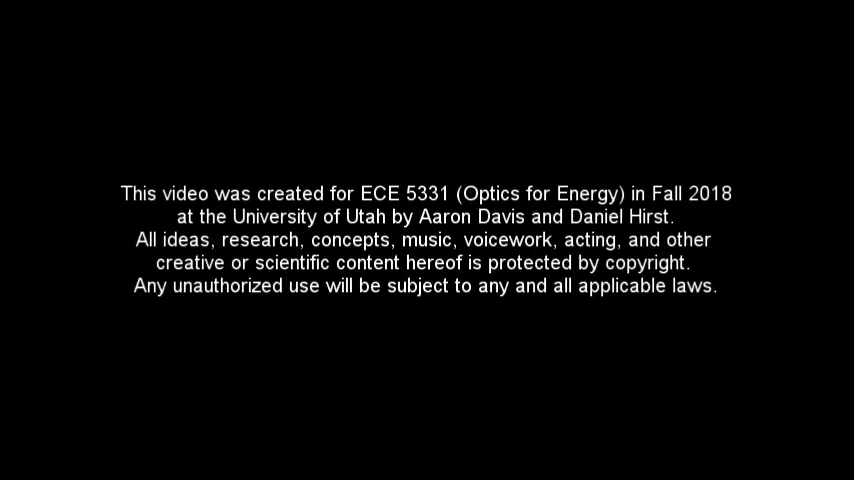 This video was created for ECE 5331 (Optics for Energy) in Fall 2018
at the University of Utah by Aaron Davis and Daniel Hirst.
All ideas, research, concepts, music, voicework, acting, and other
creative or scientific content hereof is protected by copyright.
Any unauthorized use will be subject to any and all applicable laws.